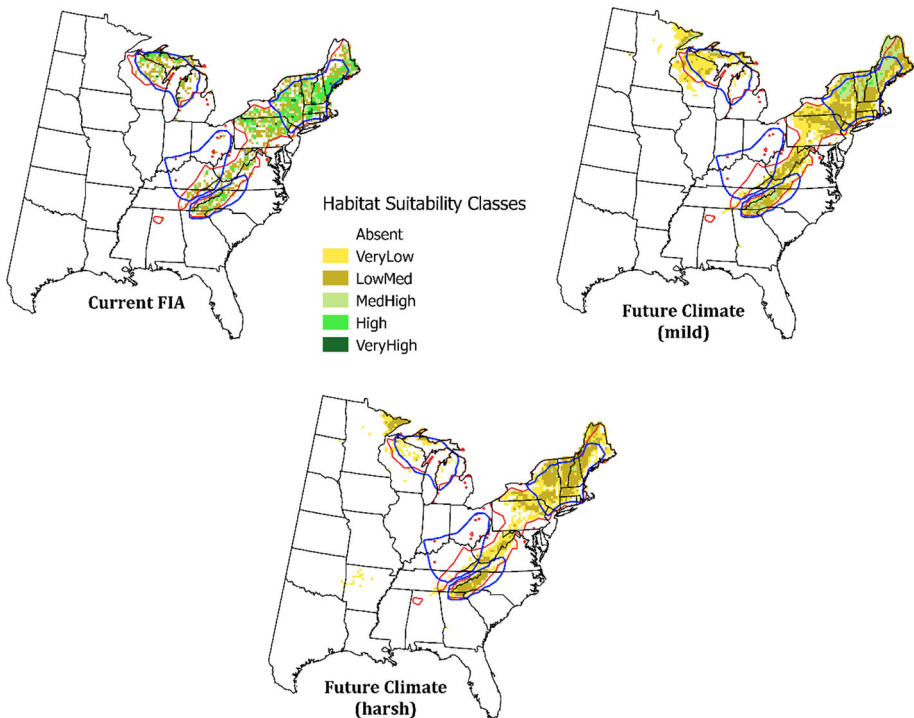 Habitat Suitability Classes
Absent
VeryLow
LowMed
MedHigh
High
VeryHigh
Current FIA
Future Climate
(mild)
Future Climate
(harsh)